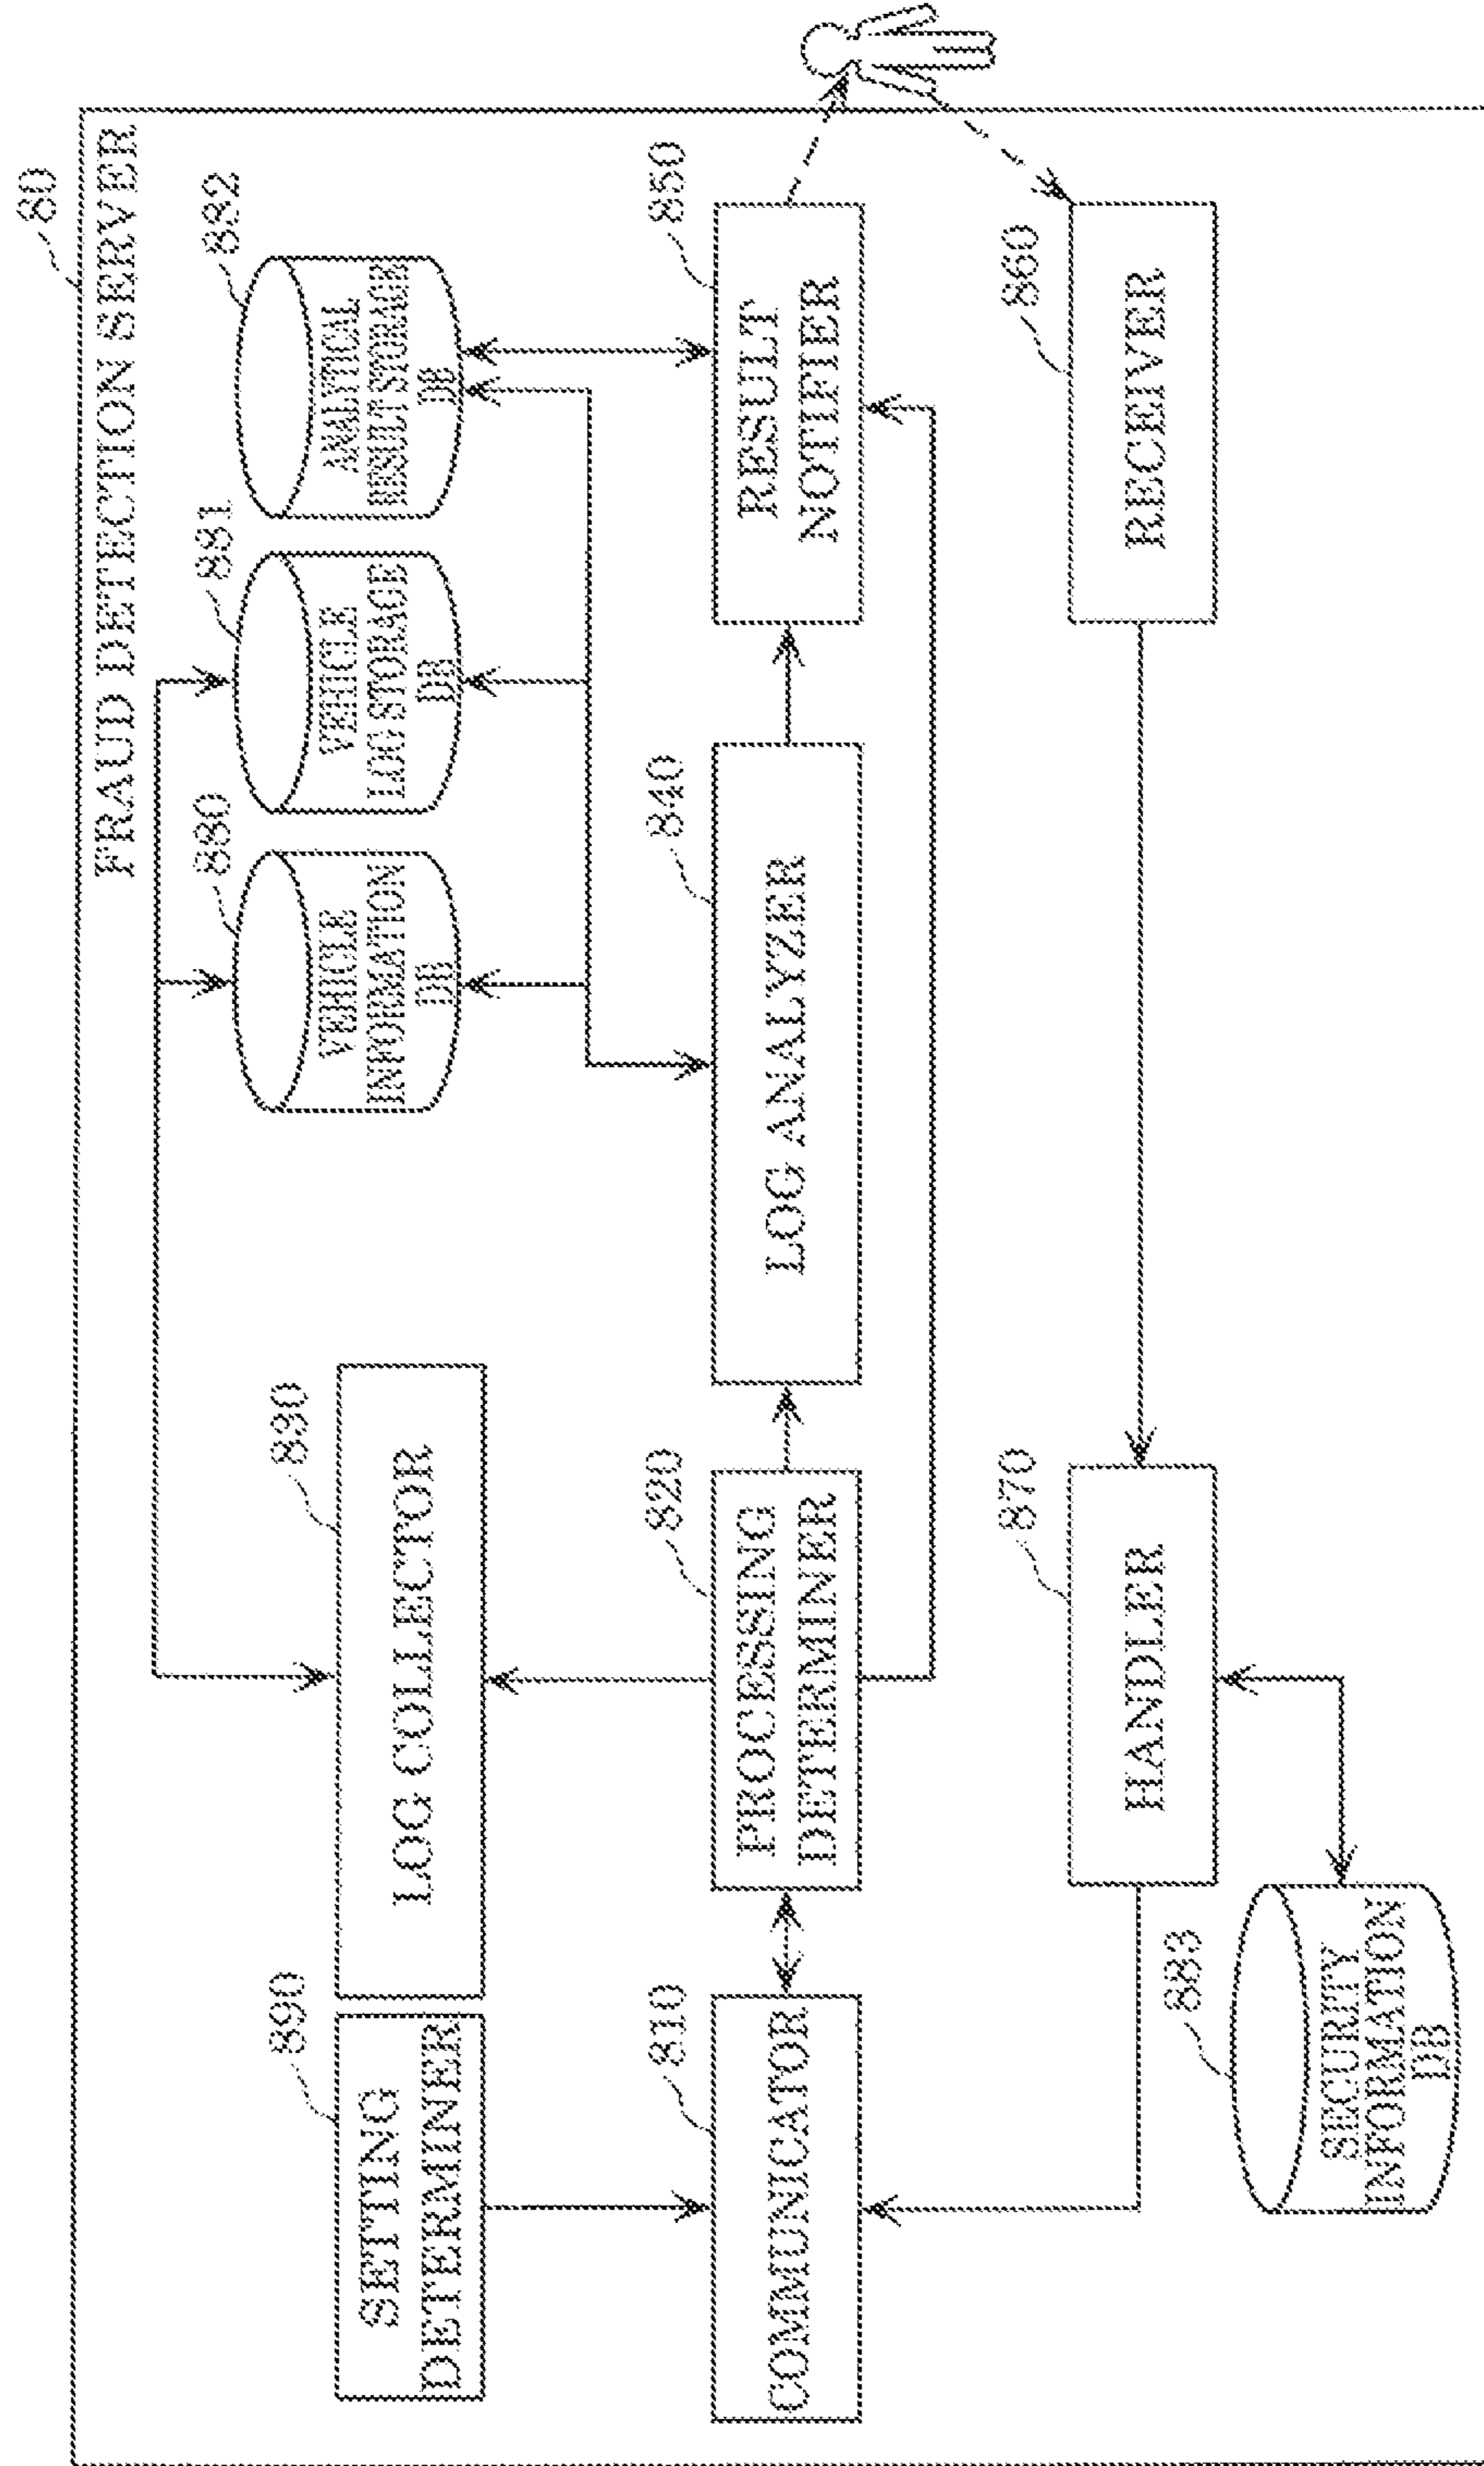 80
FRAUD DETECTION SERVER
890
SETTING
DETERMINER
830
LOG COLLECTOR
880
VEHICLE
INFORMATION
DB
881
VEHICLE
LOG STORAGE
DB
882
ANALYTICAL
RESULT STORAGE
DB
810
COMMUNICATOR
820
PROCESSING
DETERMINER
840
LOG ANALYZER
850
RESULT
NOTIFIER
883
SECURITY
INFORMATION
DB
870
HANDLER
860
RECEIVER